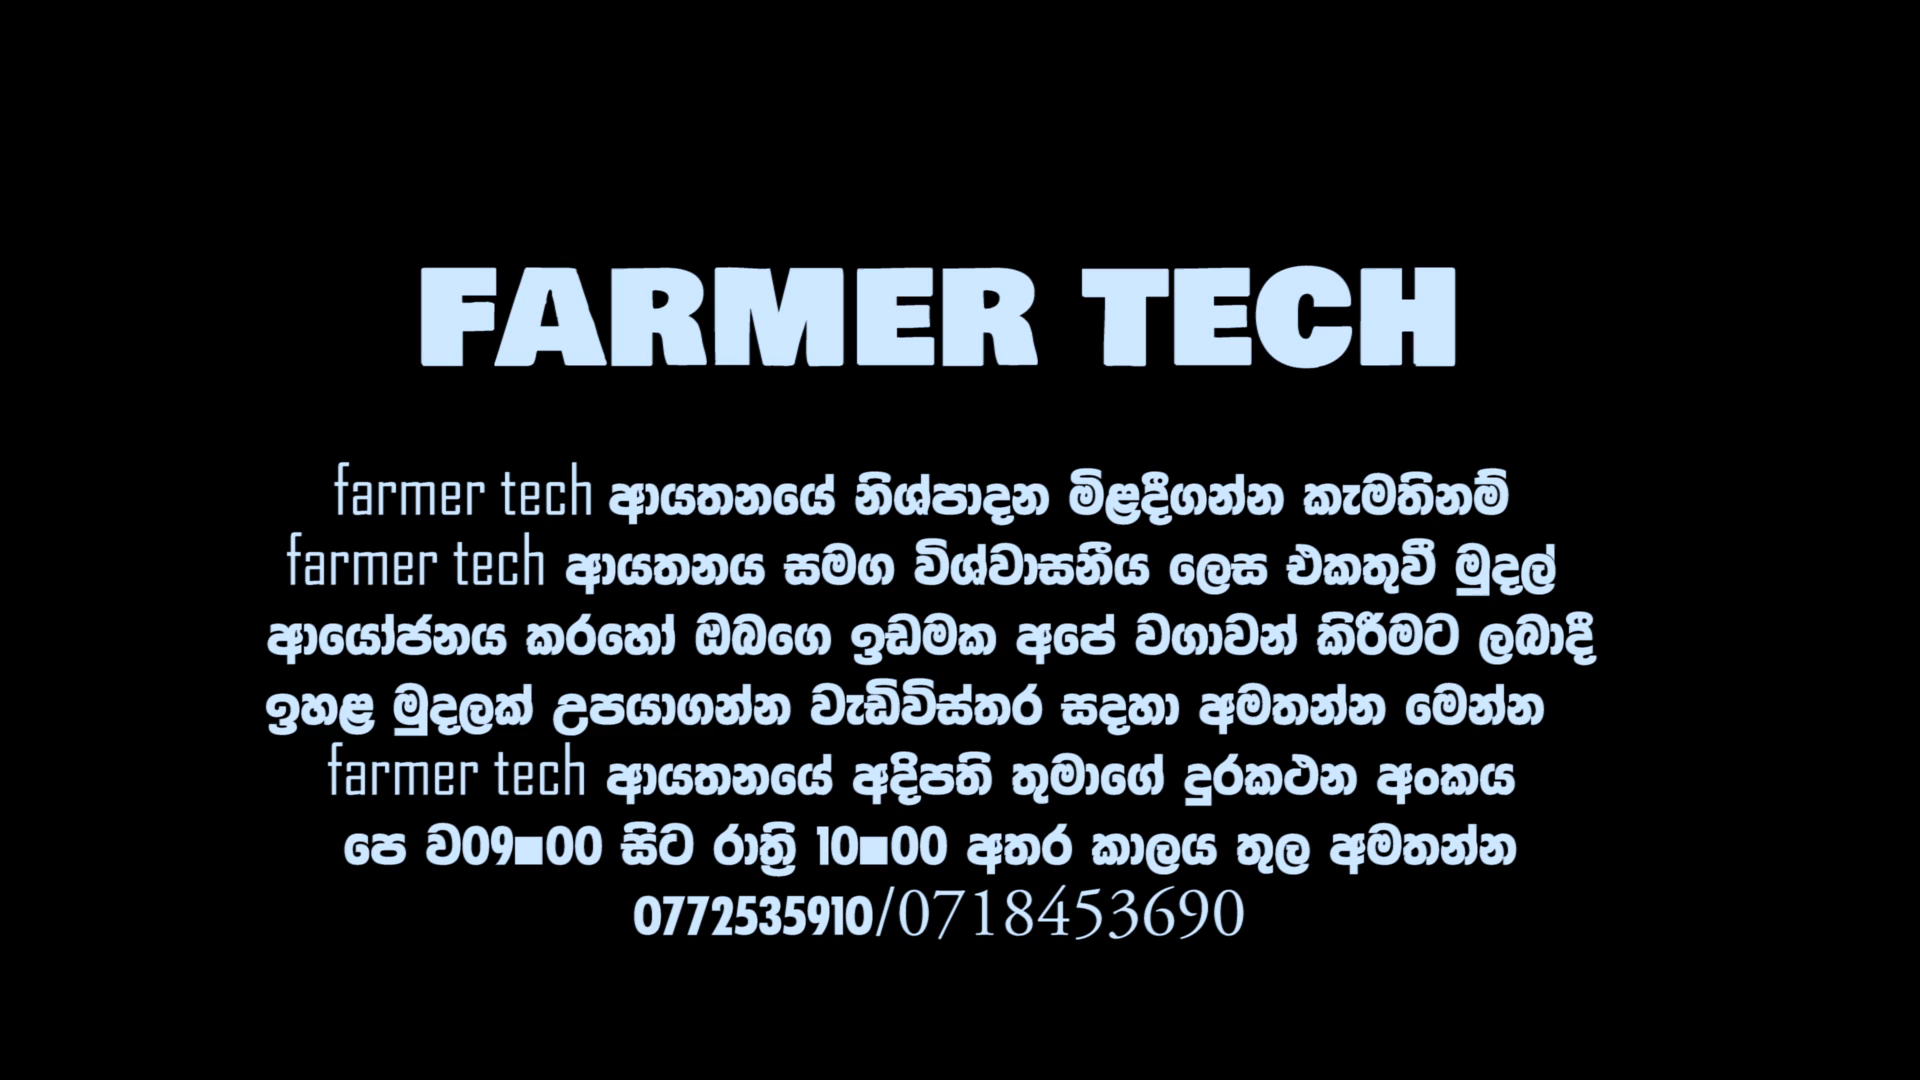 FARMER TECH
farmer tech ආයතනයේ නිශ්පාදන මිළදීගන්න කැමතිනම්
farmer tech ආයතනය සමග විශ්වාසනීය ලෙස එකතුවී මුදල්
ආයෝජනය කරහෝ ඔබගෙ ඉඩමක අපේ වගාවන් කිරීමට ලබාදී
ඉහළ මුදලක් උපයාගන්න වැඩිවිස්තර සදහා අමතන්න මෙන්න
farmer tech ආයතනයේ අදිපති තුමාගේ දුරකථන අංකය
පෙ ව09■00 සිට රාත්‍රි 10■00 අතර කාලය තුල අමතන්න
0772535910/0718453690